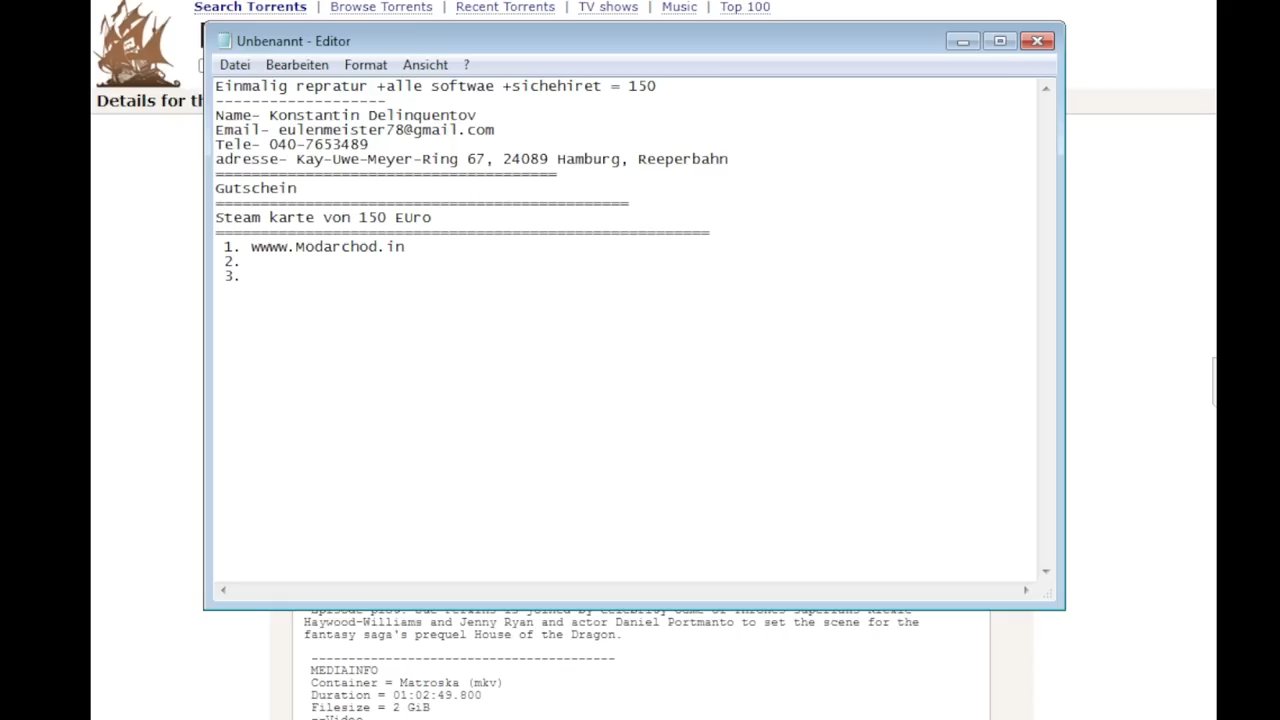 Search Torrents | Browse Torrents | Recent Torrents | TV shows | Music | Top 100
Details for th
Unbenannt - Editor
Datei Bearbeiten Format Ansicht ?
Einmalig repratur +alle softwae +sichehiret = 150
-------------------
Name- Konstantin Delinquentov
Email- eulenmeister78@gmail.com
Tele- 040-7653489
adresse- Kay-Uwe-Meyer-Ring 67, 24089 Hamburg, Reeperbahn
======================================
Gutschein
==============================================
Steam karte von 150 EUro
=======================================================
1. wwww.Modarchod.in
2.
3.
Haywood-Williams and Jenny Ryan and actor Daniel Portmanto to set the scene for the
fantasy saga's prequel House of the Dragon.
-----------------------------------------
MEDIAINFO
Container = Matroska (mkv)
Duration = 01:02:49.800
Filesize = 2 GiB
--Video